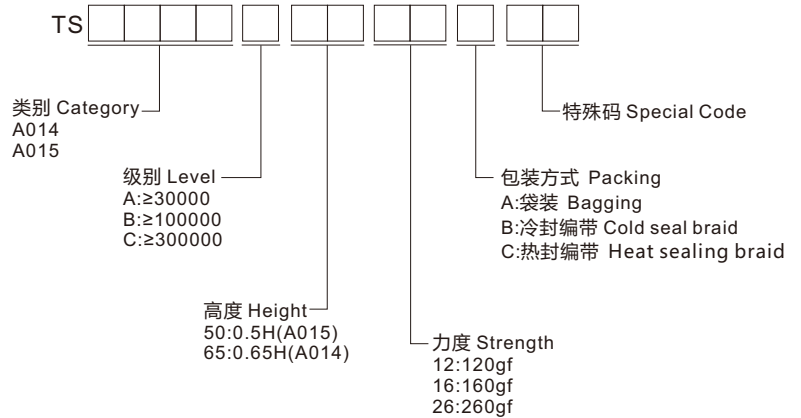 TS
类别 Category
A014
A015
特殊码 Special Code
级别 Level
A:≥30000
B:≥100000
C:≥300000
包装方式 Packing
A:袋装 Bagging
B:冷封编带 Cold seal braid
C:热封编带 Heat sealing braid
高度 Height
50:0.5H(A015)
65:0.65H(A014)
力度 Strength
12:120gf
16:160gf
26:260gf